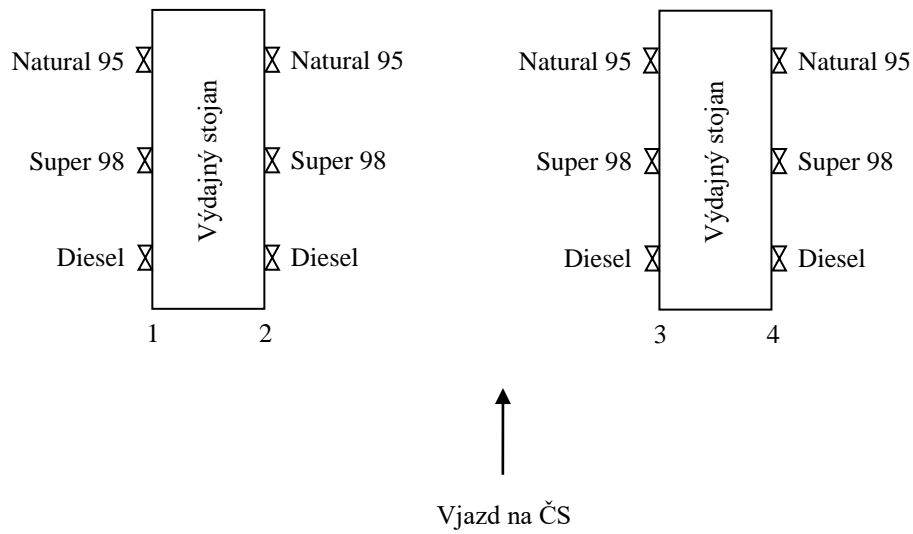 Natural 95 Natural 95 Natural 95 Natural 95
Výdajný stojan Výdajný stojan
Super 98 Super 98 Super 98 Super 98
Diesel Diesel Diesel Diesel
1 2 3 4
Vjazd na ČS